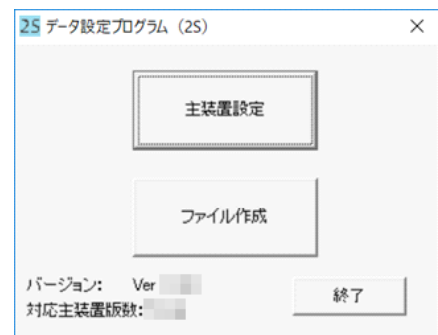 2S データ設定プログラム (2S)
主装置設定
ファイル作成
バージョン: Ver
対応主装置版数:
終了